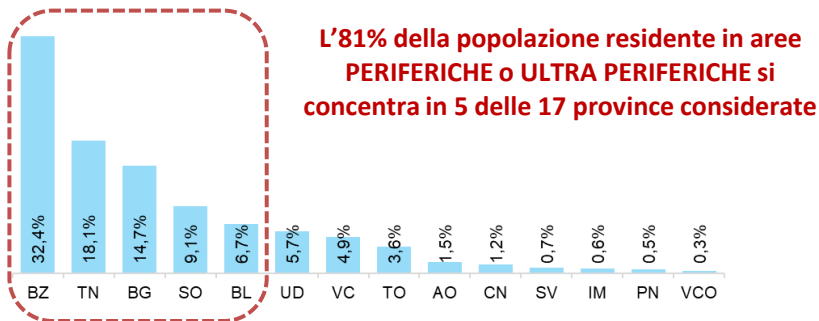 L’81% della popolazione residente in aree
PERIFERICHE o ULTRA PERIFERICHE si
concentra in 5 delle 17 province considerate
32,4% 18,1% 14,7% 9,1% 6,7% 5,7% 4,9% 3,6% 1,5% 1,2% 0,7% 0,6% 0,5% 0,3%
BZ TN BG SO BL UD VC TO AO CN SV IM PN VCO